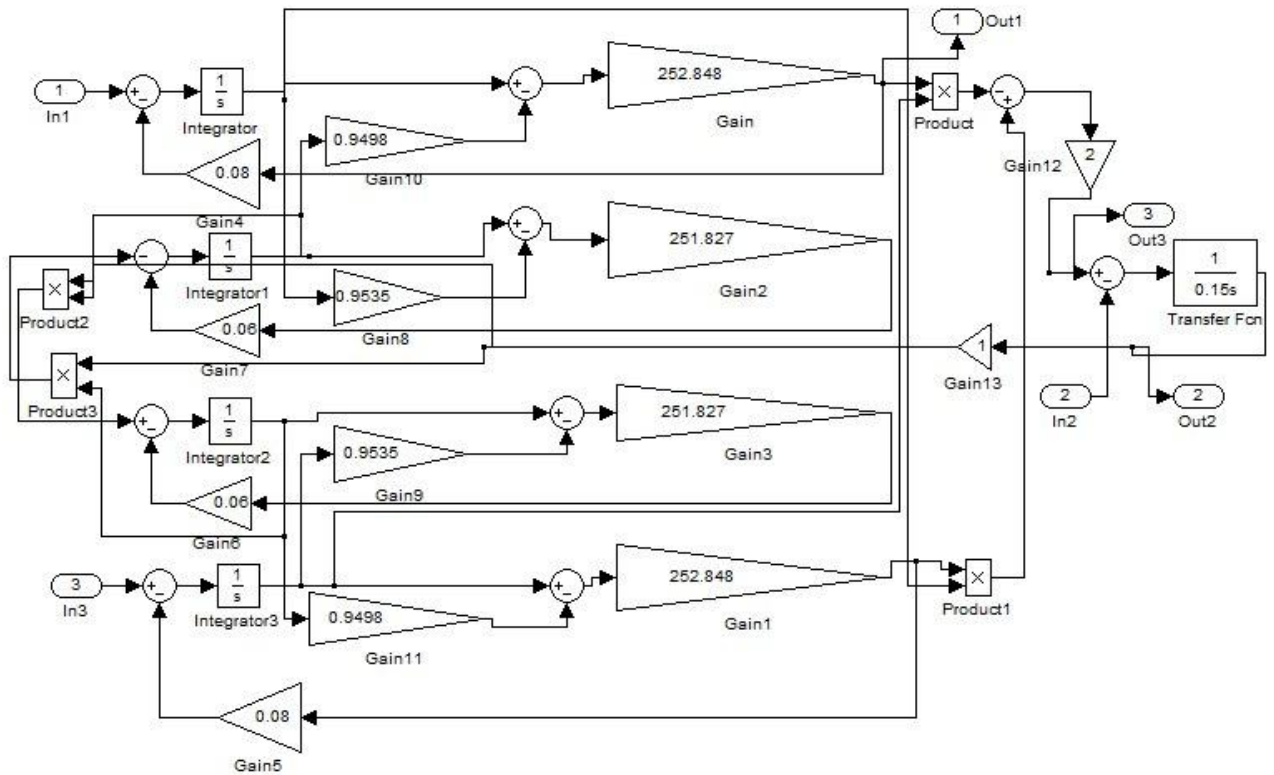 1
Out1
1
In1
1
s
Integrator
252.848
Gain
×
Product
0.9498
Gain10
0.08
Gain4
2
Gain12
3
Out3
1
s
Integrator1
251.827
Gain2
0.9535
Gain8
0.06
Gain7
×
Product2
×
Product3
1
0.15s
Transfer Fcn
1
Gain13
2
In2
2
Out2
1
s
Integrator2
251.827
Gain3
0.9535
Gain9
0.06
Gain6
3
In3
1
s
Integrator3
252.848
Gain1
×
Product1
0.9498
Gain11
0.08
Gain5